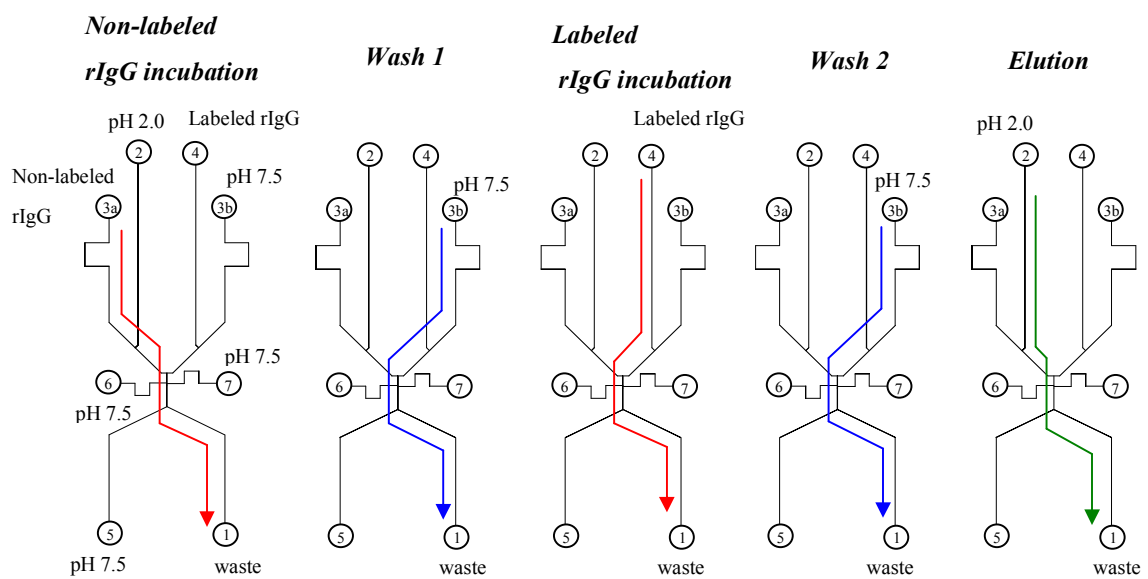 Non-labeled
rIgG incubation
Wash 1
Labeled
rIgG incubation
Wash 2
Elution
pH 2.0
Labeled rIgG
2
4
Non-labeled
rIgG
pH 7.5
3a
3b
pH 7.5
6
7
pH 7.5
5
1
pH 7.5
waste
2
4
pH 7.5
3a
3b
6
7
5
1
waste
Labeled rIgG
2
4
3a
3b
6
7
5
1
waste
2
4
pH 7.5
3a
3b
6
7
5
1
waste
pH 2.0
2
4
3a
3b
6
7
5
1
waste